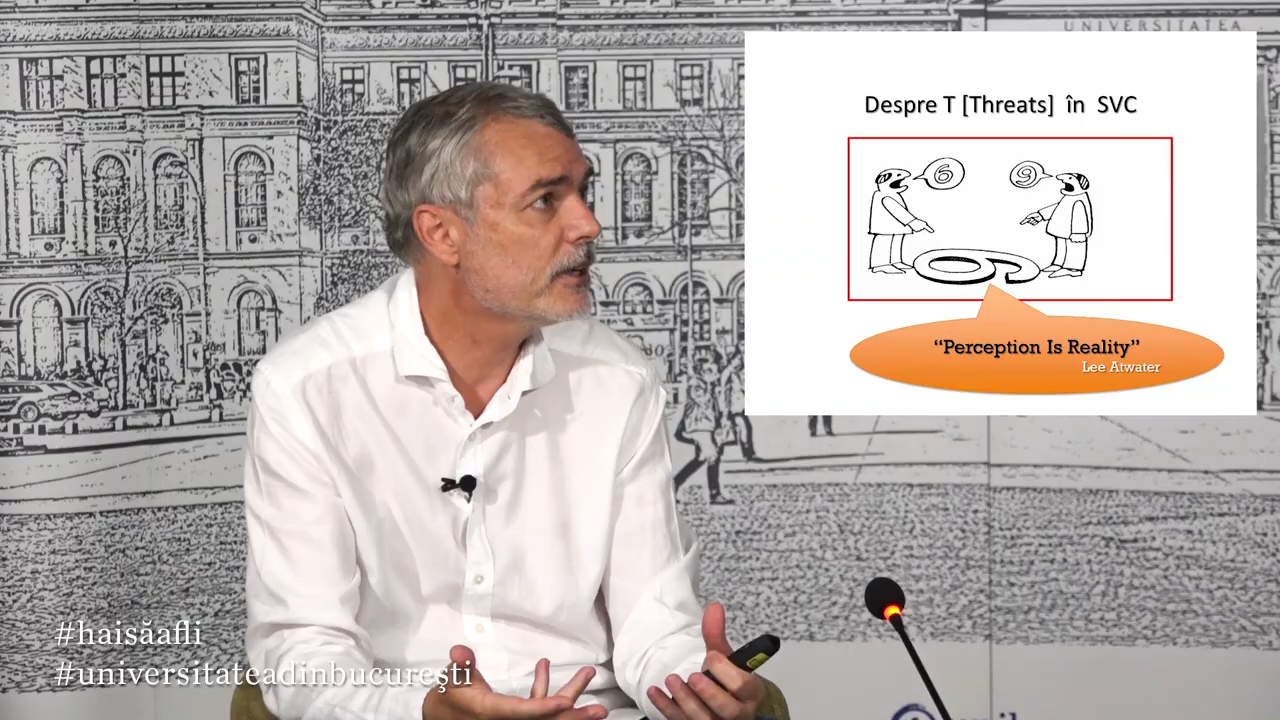 UNIVERSITATEA
Despre T [Threats] în SVC
6
9
“Perception Is Reality”
Lee Atwater
#haisăafli
#universitateadinbucurești